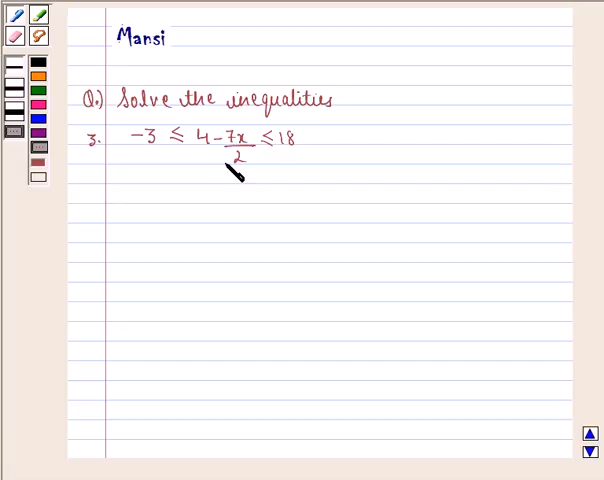 Mansi
Q.) Solve the inequalities
3. -3 ≤ 4 - 7x/2 ≤ 18